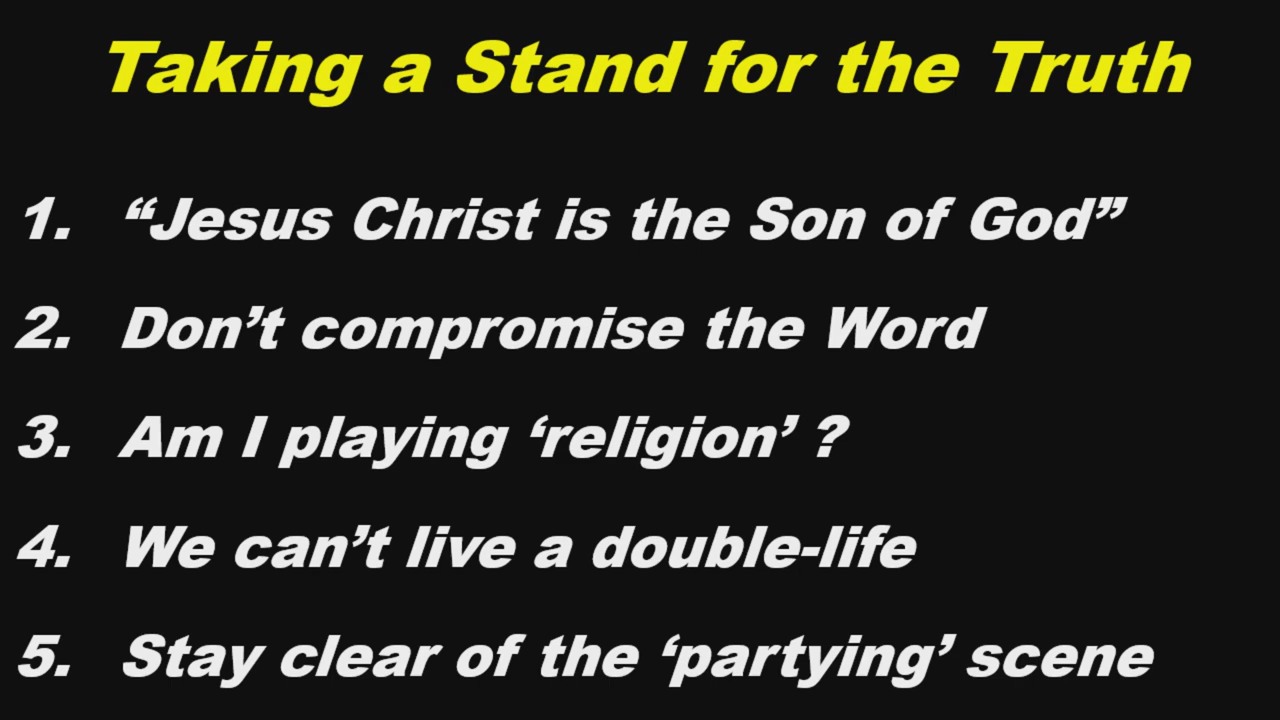 Taking a Stand for the Truth
1. “Jesus Christ is the Son of God”
2. Don’t compromise the Word
3. Am I playing ‘religion’ ?
4. We can’t live a double-life
5. Stay clear of the ‘partying’ scene